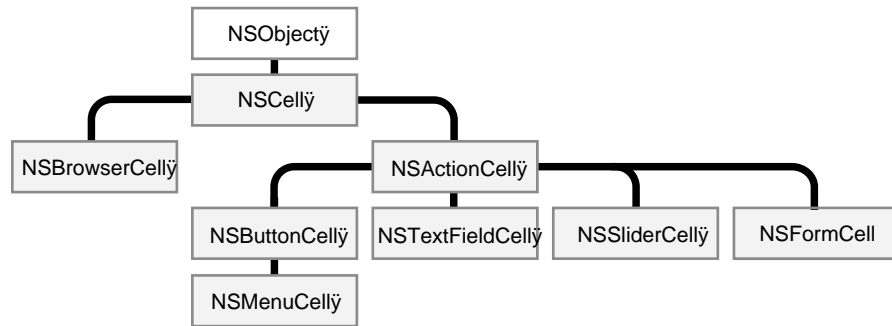 NSObjectÿ
NSCellÿ
NSBrowserCellÿ
NSActionCellÿ
NSButtonCellÿ
NSTextFieldCellÿ
NSSliderCellÿ
NSFormCell
NSMenuCellÿ